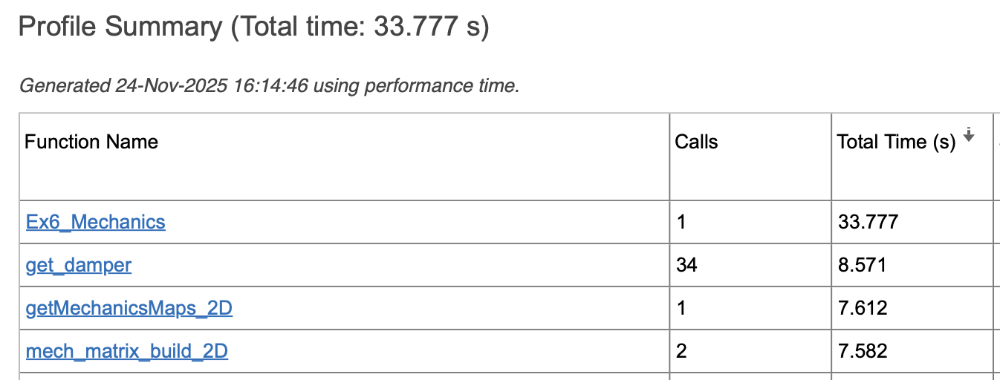 Profile Summary (Total time: 33.777 s)
Generated 24-Nov-2025 16:14:46 using performance time.
Function Name Calls Total Time (s)
Ex6_Mechanics 1 33.777
get_damper 34 8.571
getMechanicsMaps_2D 1 7.612
mech_matrix_build_2D 2 7.582